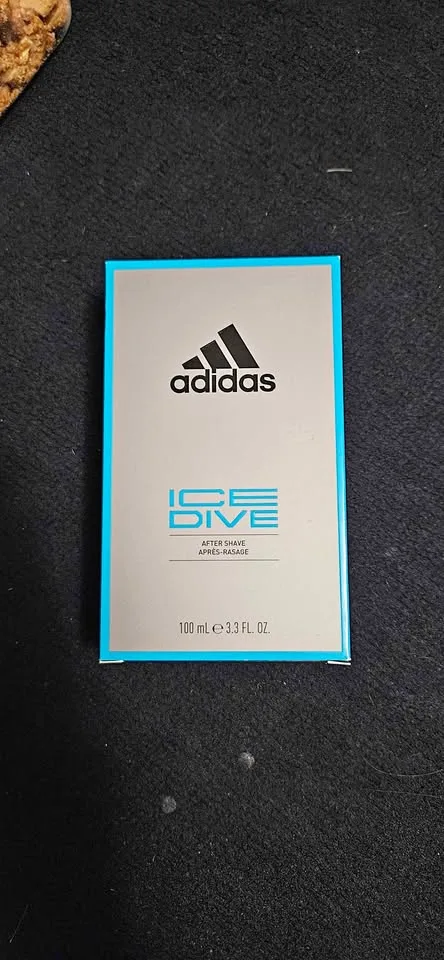 adidas
ICE
DIVE
AFTER SHAVE
APRÈS-RASAGE
100 mL ℮ 3.3 FL. OZ.